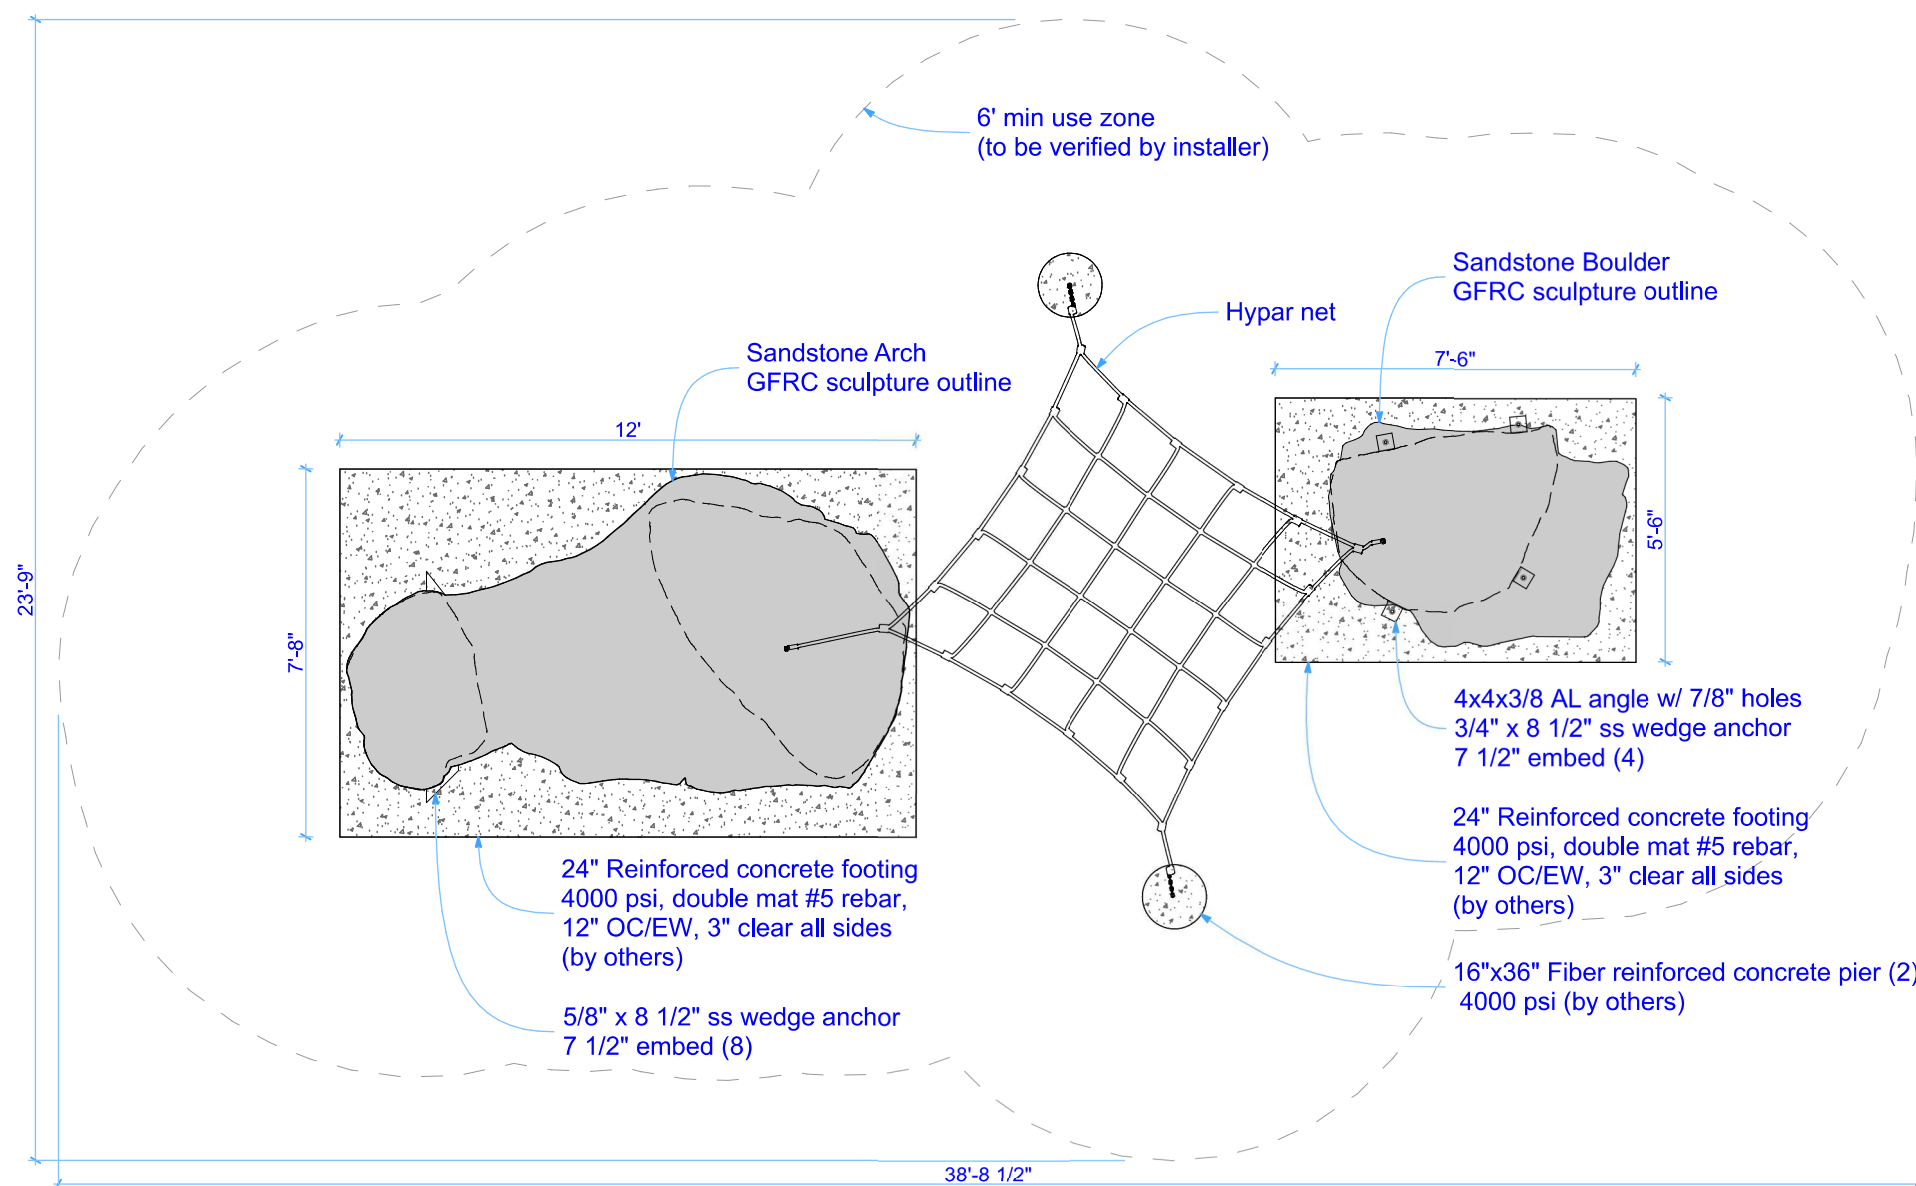 6' min use zone
(to be verified by installer)
Sandstone Boulder
GFRC sculpture outline
Hypar net
Sandstone Arch
GFRC sculpture outline
7'-6"
12'
5'-6"
23'-9"
7'-8"
4x4x3/8 AL angle w/ 7/8" holes
3/4" x 8 1/2" ss wedge anchor
7 1/2" embed (4)
24" Reinforced concrete footing
4000 psi, double mat #5 rebar,
12" OC/EW, 3" clear all sides
(by others)
24" Reinforced concrete footing
4000 psi, double mat #5 rebar,
12" OC/EW, 3" clear all sides
(by others)
16"x36" Fiber reinforced concrete pier (2)
4000 psi (by others)
5/8" x 8 1/2" ss wedge anchor
7 1/2" embed (8)
38'-8 1/2"